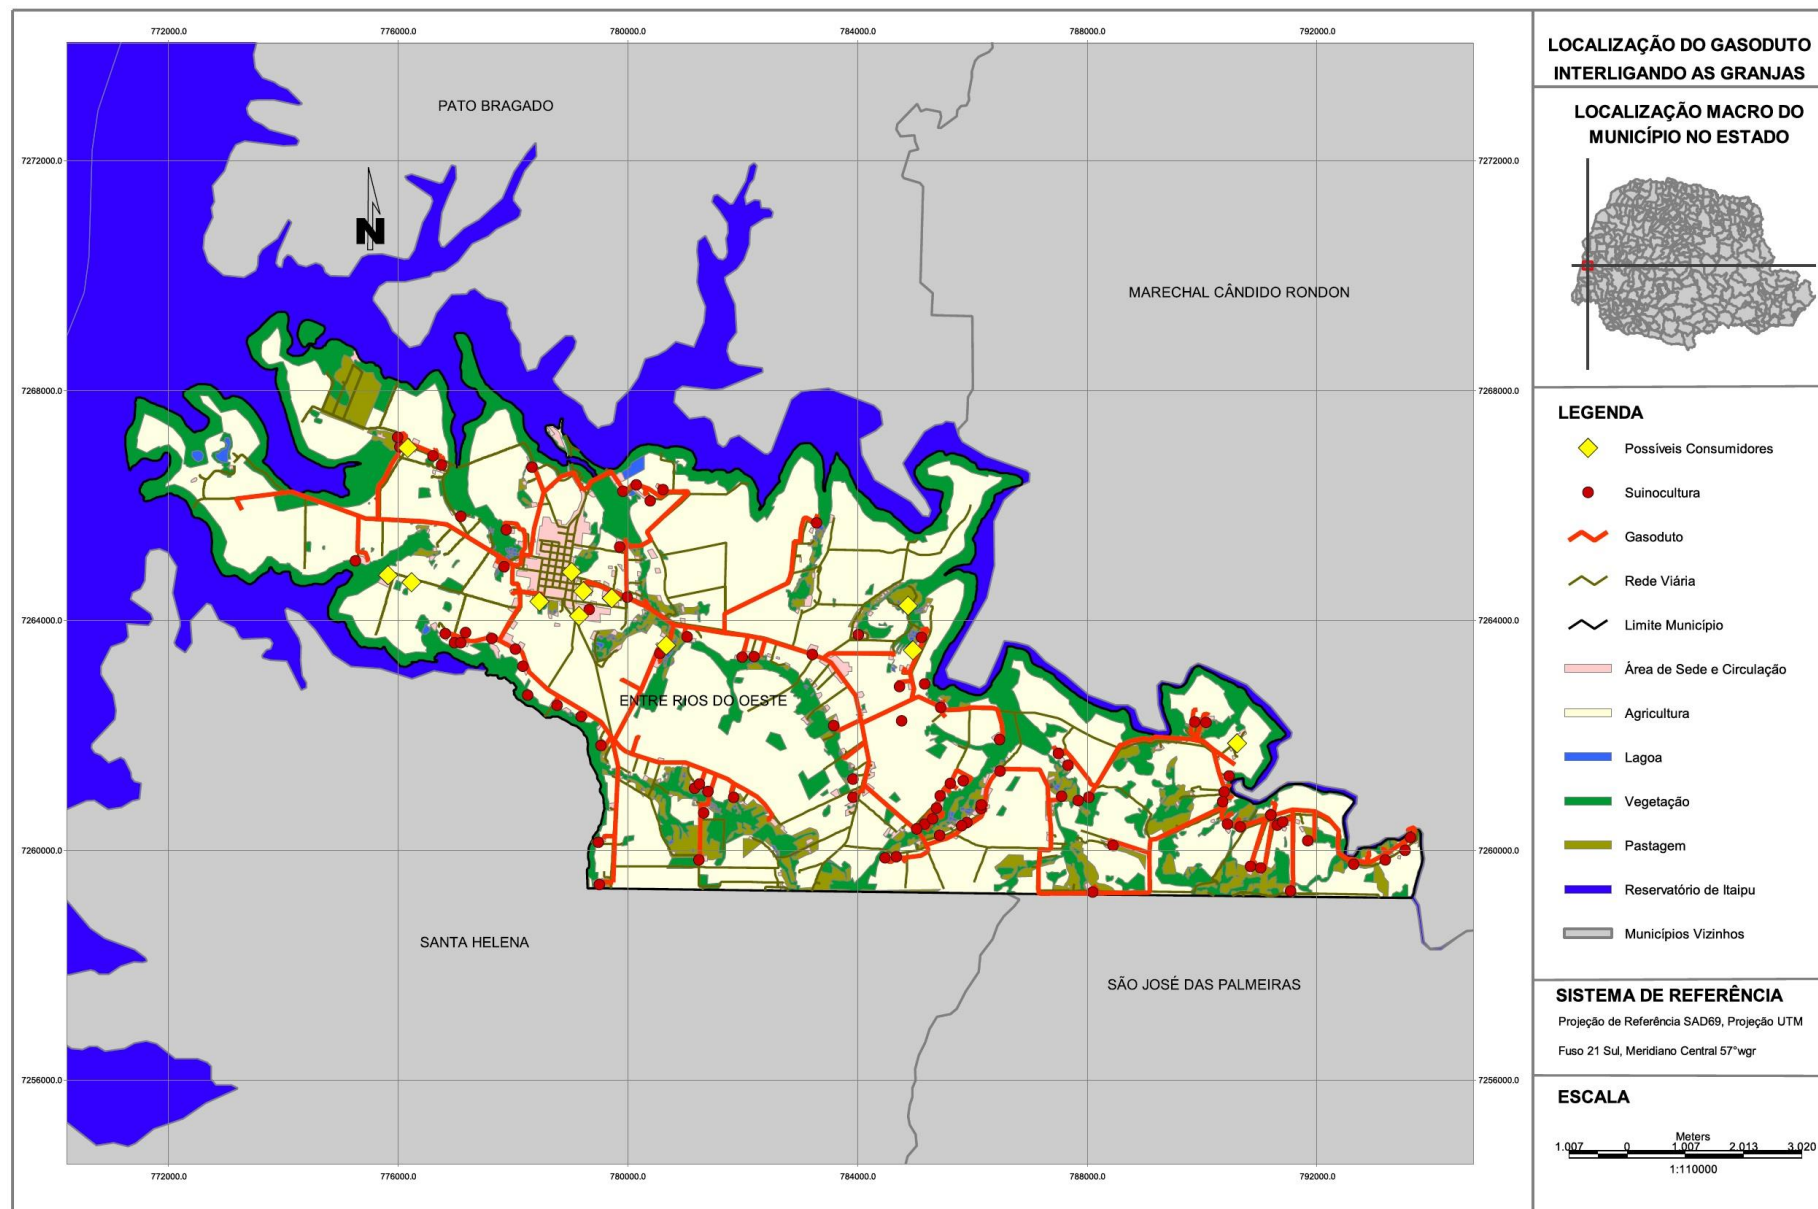 772000.0 776000.0 780000.0 784000.0 788000.0 792000.0
LOCALIZAÇÃO DO GASODUTO
INTERLIGANDO AS GRANJAS
LOCALIZAÇÃO MACRO DO
MUNICÍPIO NO ESTADO
PATO BRAGADO
7272000.0 7272000.0
N
MARECHAL CÂNDIDO RONDON
7268000.0 7268000.0
LEGENDA
Possíveis Consumidores
Suinocultura
Gasoduto
Rede Viária
7264000.0 7264000.0
Limite Município
Área de Sede e Circulação
ENTRE RIOS DO OESTE
Agricultura
Lagoa
Vegetação
7260000.0 7260000.0
Pastagem
Reservatório de Itaipu
Municípios Vizinhos
SANTA HELENA
SÃO JOSÉ DAS PALMEIRAS
SISTEMA DE REFERÊNCIA
Projeção de Referência SAD69, Projeção UTM
Fuso 21 Sul, Meridiano Central 57°wgr
7256000.0 7256000.0
ESCALA
Meters
1.007 0 1.007 2.013 3.020
1:110000
772000.0 776000.0 780000.0 784000.0 788000.0 792000.0